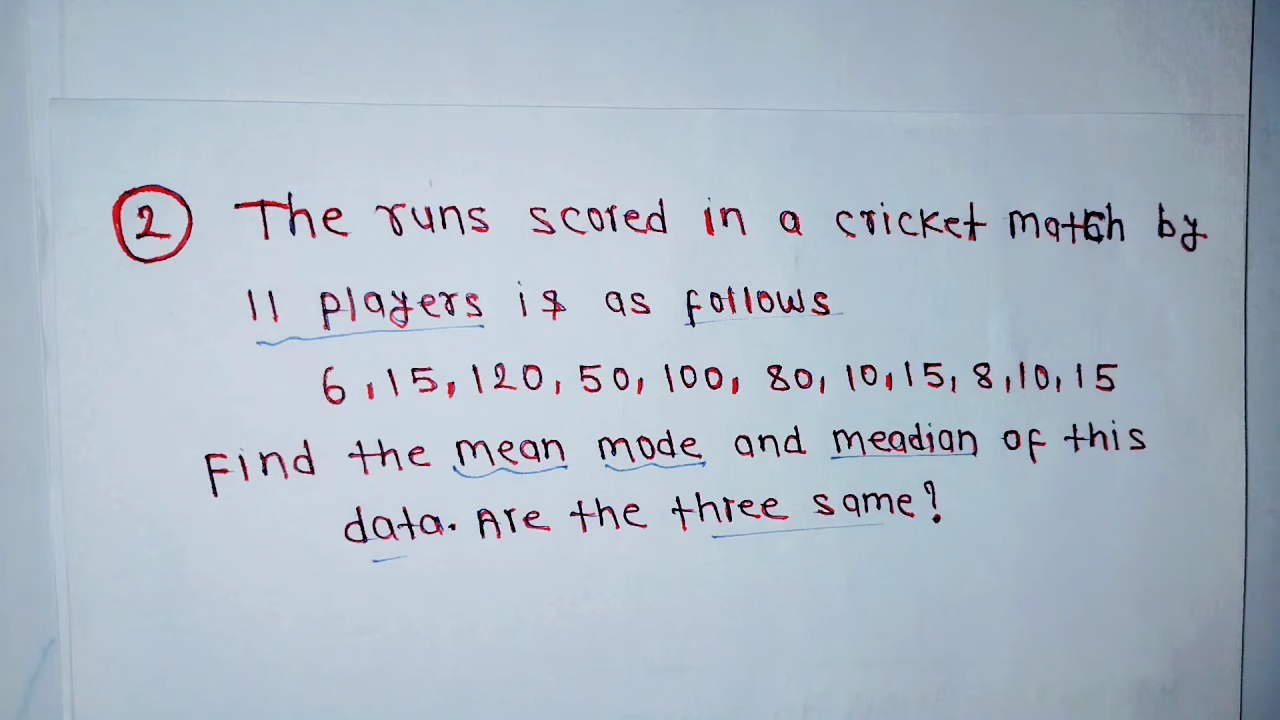 2 The runs scored in a cricket match by
11 players is as follows
6, 15, 120, 50, 100, 80, 10, 15, 8, 10, 15
Find the mean mode and meadian of this
data. Are the three same?